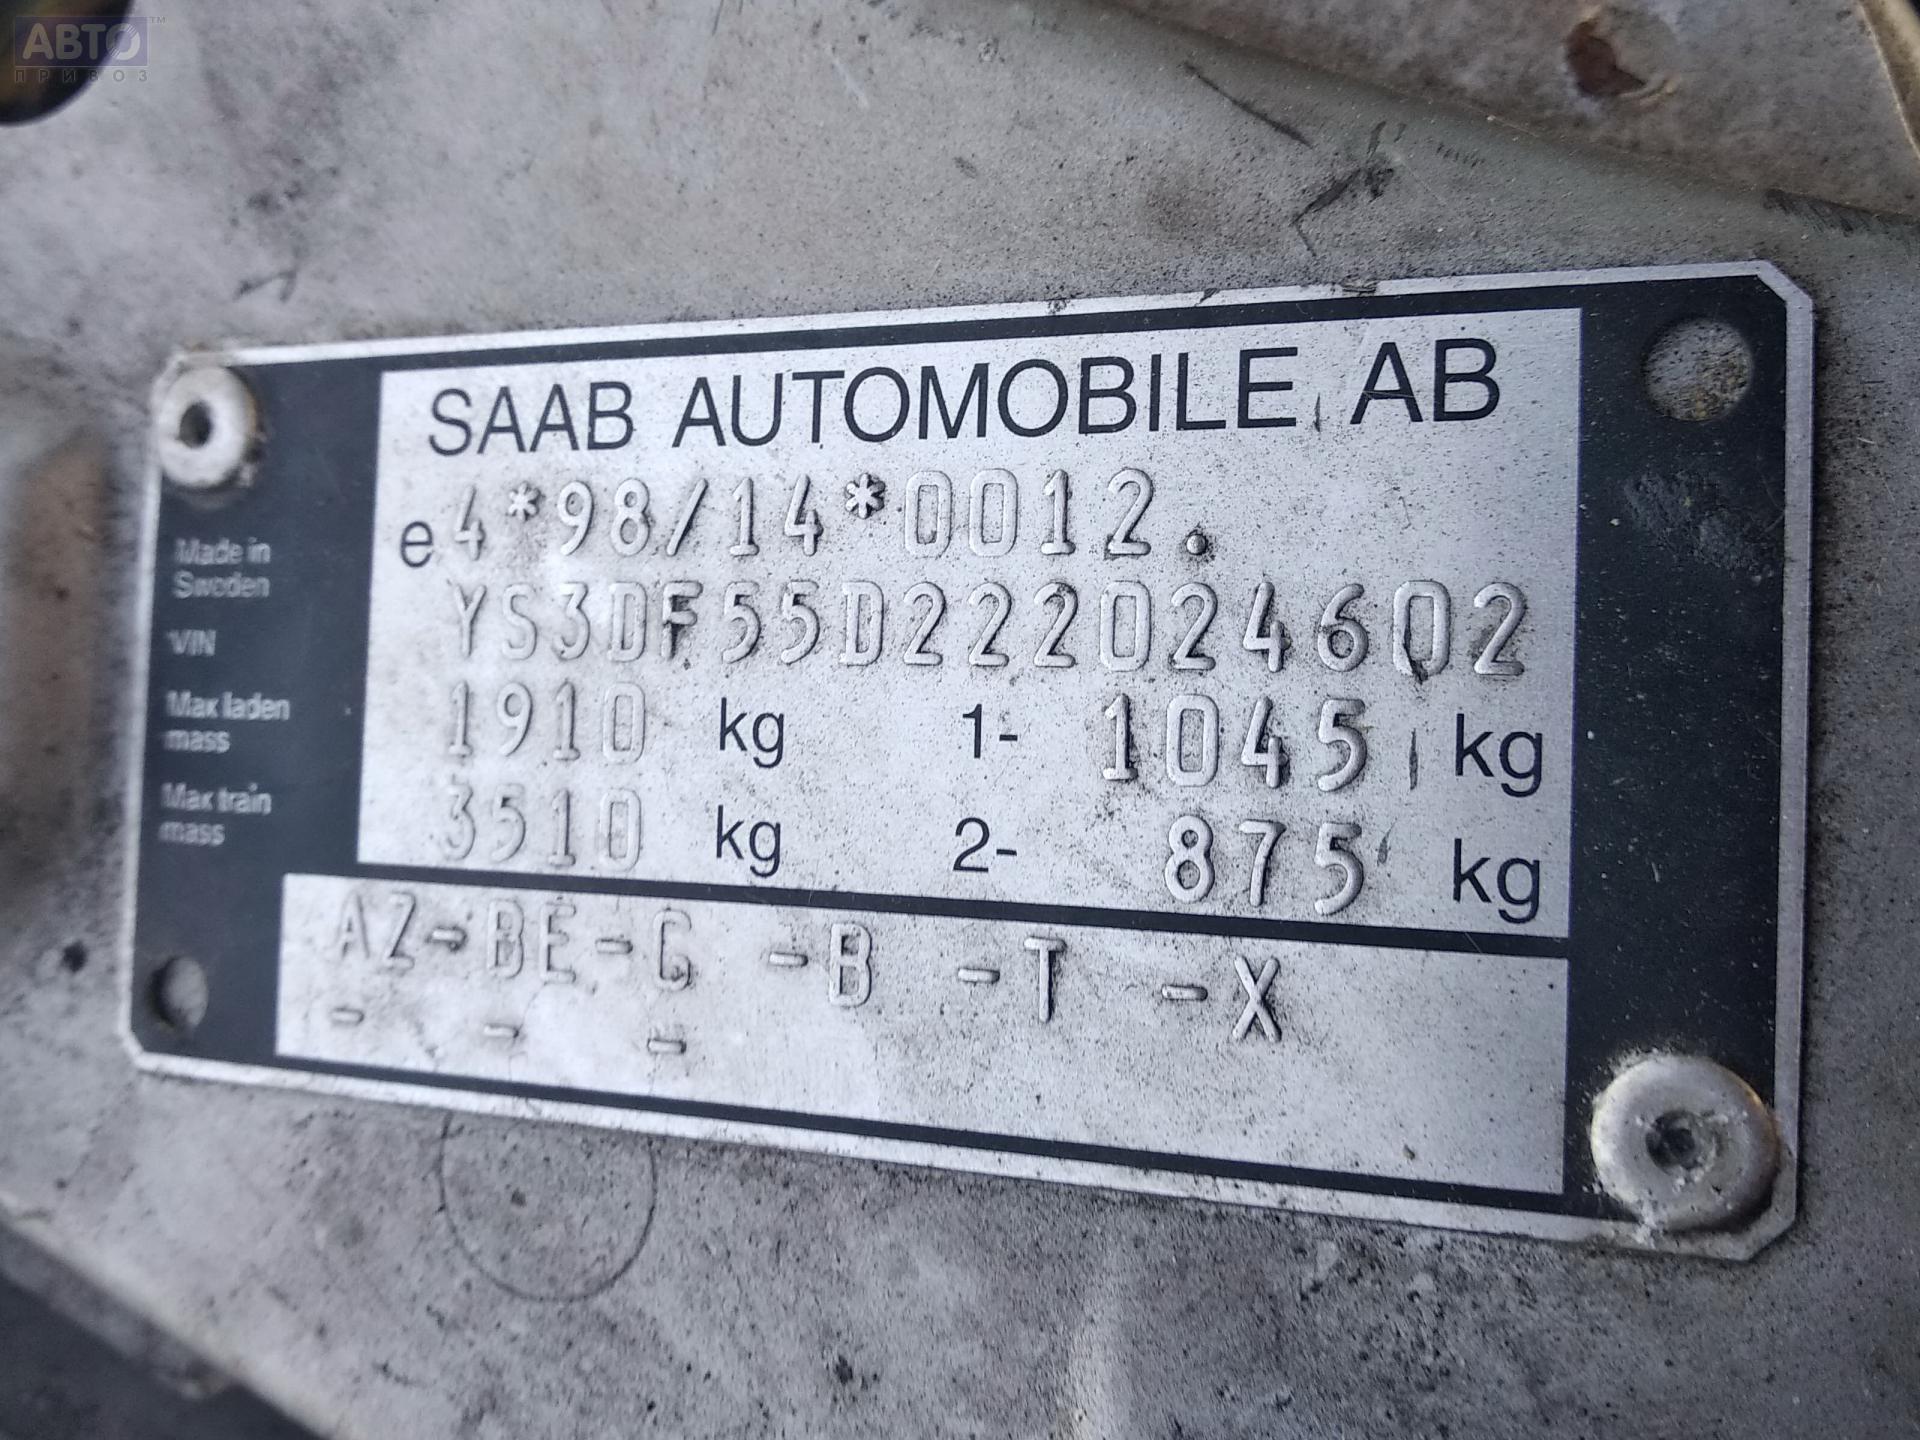 АВТО™
ПРИВОЗ
SAAB AUTOMOBILE AB
e4*98/14*0012.
Made in
Sweden
VIN YS3DF55D222024602
Max laden
mass 1910 kg 1- 1045 kg
Max train
mass 3510 kg 2- 875 kg
AZ-BE-G -B -T -X
- - -